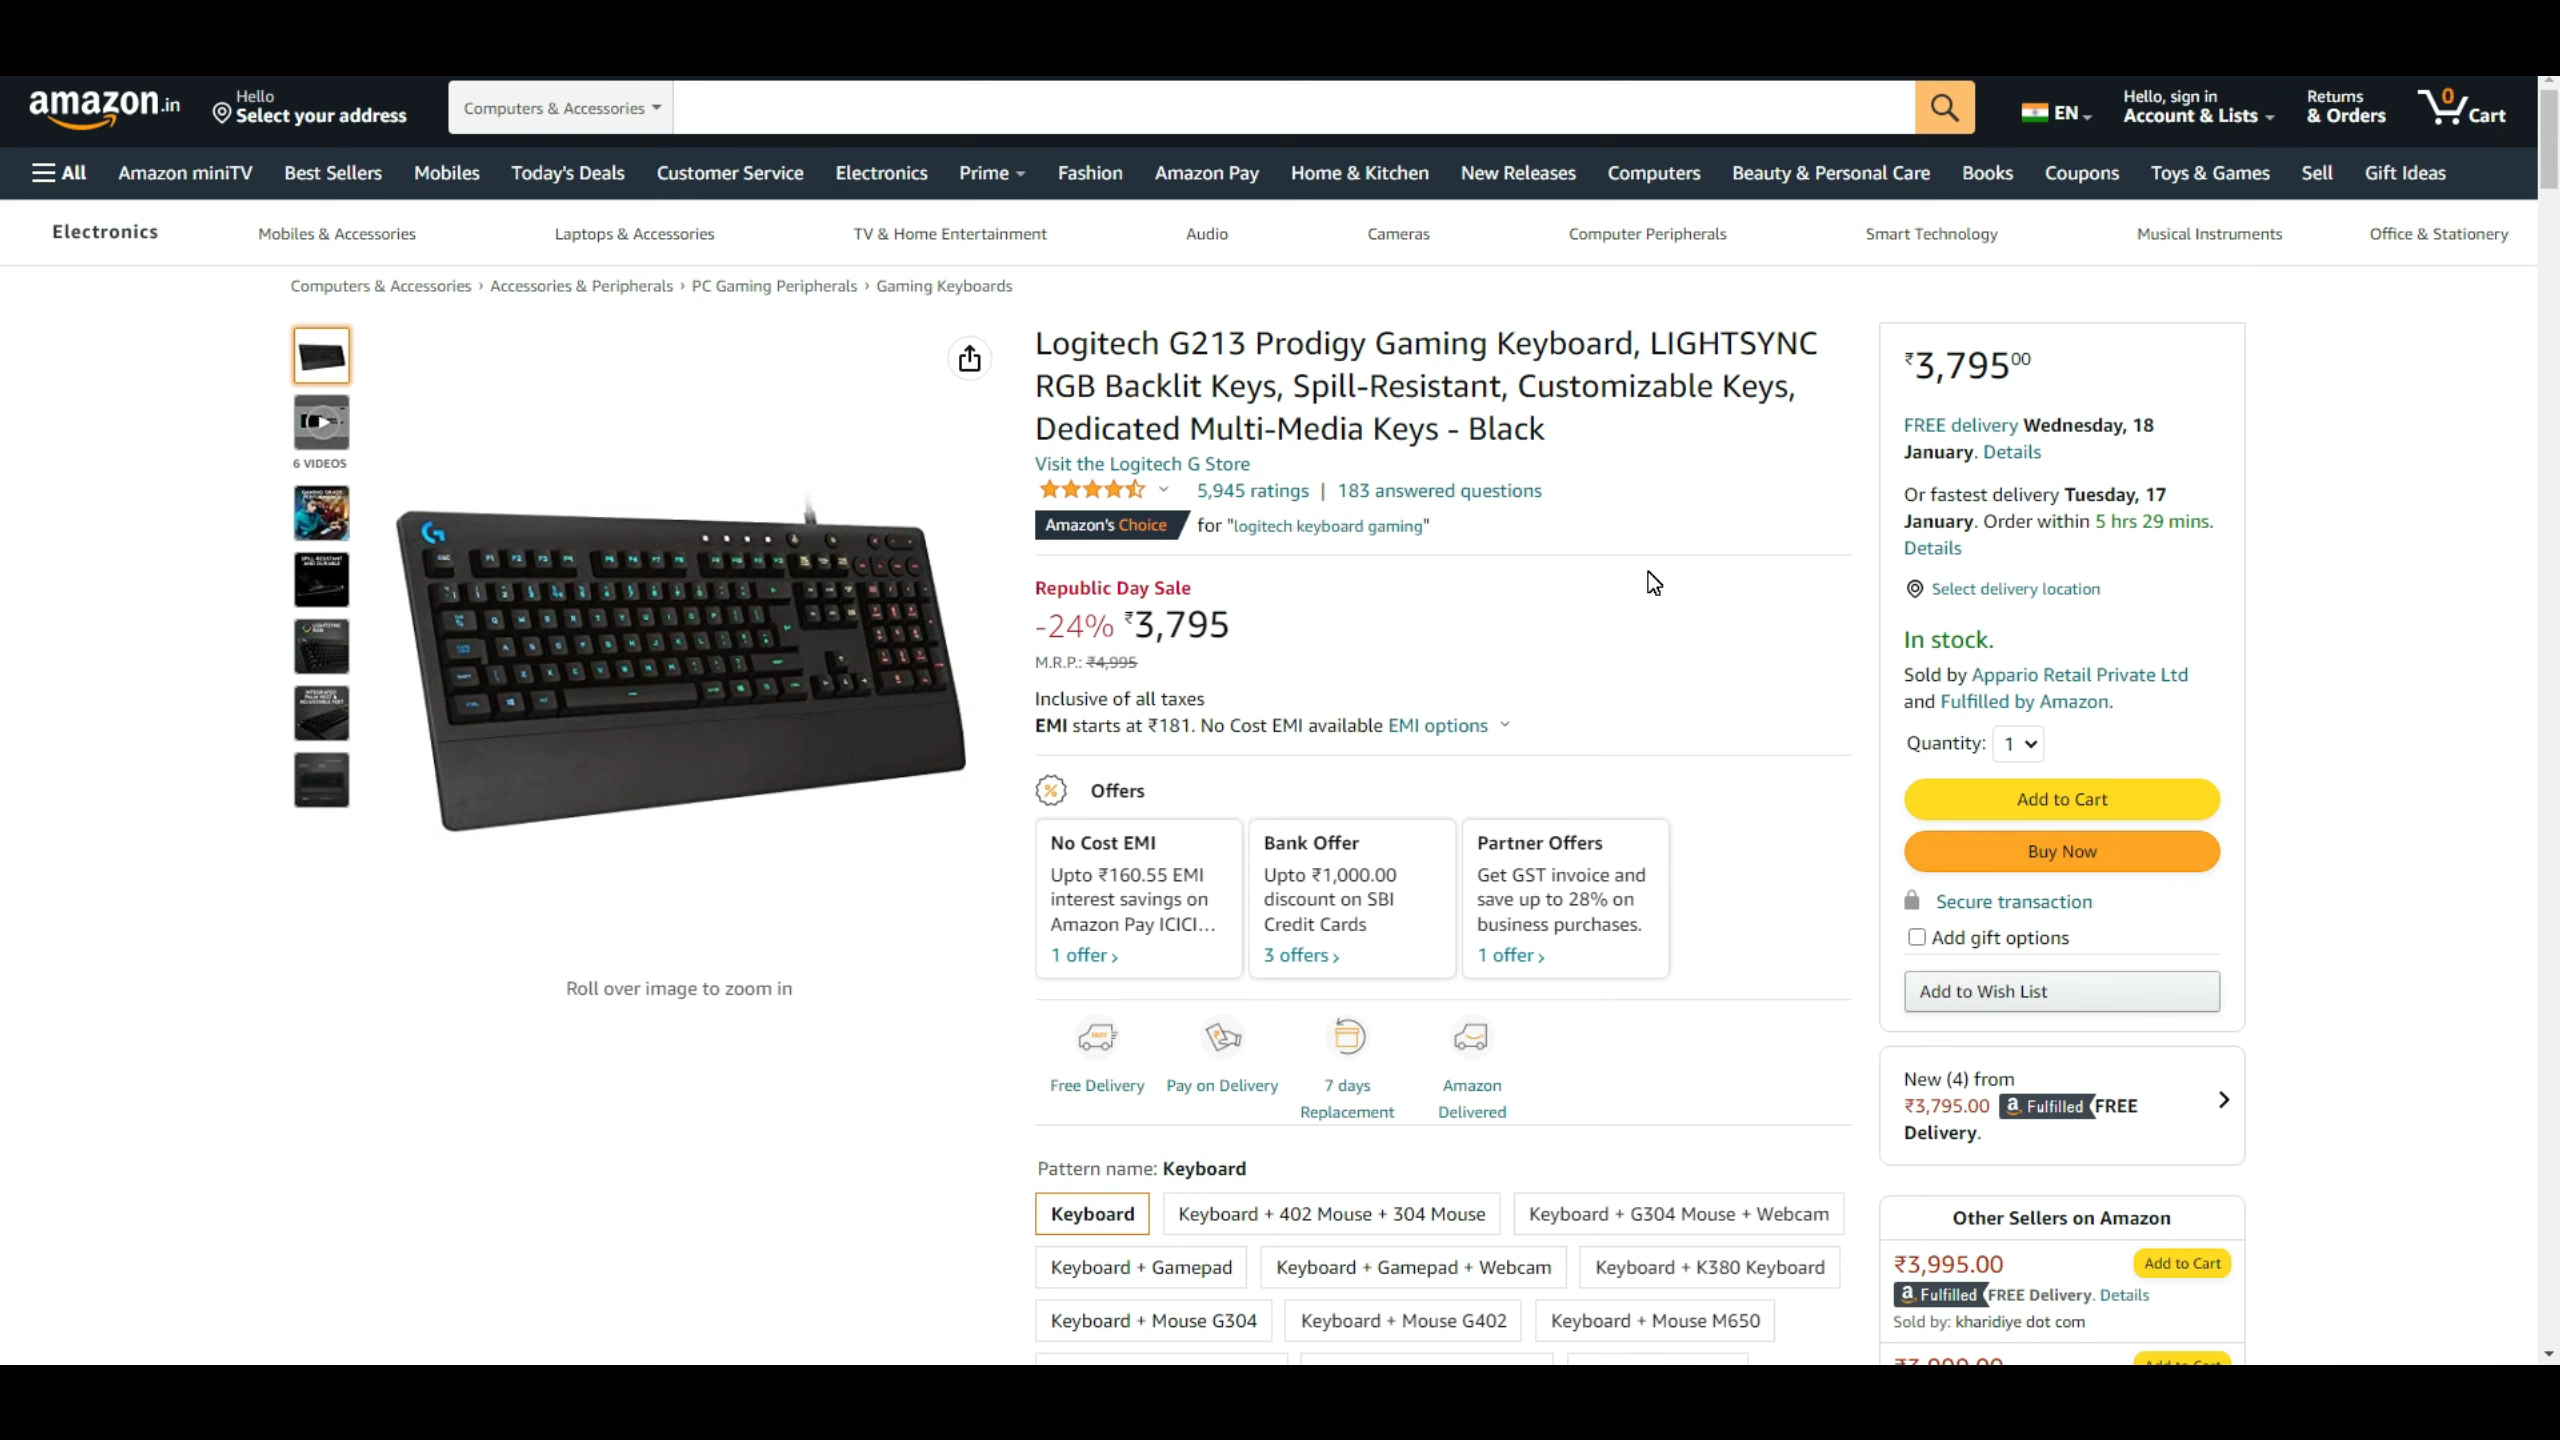 amazon.in
Hello
Select your address
Computers & Accessories
EN
Hello, sign in
Account & Lists
Returns
& Orders
0
Cart
All
Amazon miniTV
Best Sellers
Mobiles
Today's Deals
Customer Service
Electronics
Prime
Fashion
Amazon Pay
Home & Kitchen
New Releases
Computers
Beauty & Personal Care
Books
Coupons
Toys & Games
Sell
Gift Ideas
Electronics
Mobiles & Accessories
Laptops & Accessories
TV & Home Entertainment
Audio
Cameras
Computer Peripherals
Smart Technology
Musical Instruments
Office & Stationery
Computers & Accessories › Accessories & Peripherals › PC Gaming Peripherals › Gaming Keyboards
6 VIDEOS
Roll over image to zoom in
Logitech G213 Prodigy Gaming Keyboard, LIGHTSYNC
RGB Backlit Keys, Spill-Resistant, Customizable Keys,
Dedicated Multi-Media Keys - Black
Visit the Logitech G Store
5,945 ratings | 183 answered questions
Amazon's Choice for "logitech keyboard gaming"
Republic Day Sale
-24% ₹3,795
M.R.P.: ₹4,995
Inclusive of all taxes
EMI starts at ₹181. No Cost EMI available EMI options
Offers
No Cost EMI
Upto ₹160.55 EMI
interest savings on
Amazon Pay ICICI…
1 offer ›
Bank Offer
Upto ₹1,000.00
discount on SBI
Credit Cards
3 offers ›
Partner Offers
Get GST invoice and
save up to 28% on
business purchases.
1 offer ›
Free Delivery
Pay on Delivery
7 days
Replacement
Amazon
Delivered
Pattern name: Keyboard
Keyboard
Keyboard + 402 Mouse + 304 Mouse
Keyboard + G304 Mouse + Webcam
Keyboard + Gamepad
Keyboard + Gamepad + Webcam
Keyboard + K380 Keyboard
Keyboard + Mouse G304
Keyboard + Mouse G402
Keyboard + Mouse M650
₹3,795 00
FREE delivery Wednesday, 18
January. Details
Or fastest delivery Tuesday, 17
January. Order within 5 hrs 29 mins.
Details
Select delivery location
In stock.
Sold by Appario Retail Private Ltd
and Fulfilled by Amazon.
Quantity: 1
Add to Cart
Buy Now
Secure transaction
Add gift options
Add to Wish List
New (4) from
₹3,795.00 a Fulfilled FREE
Delivery.
Other Sellers on Amazon
₹3,995.00
Add to Cart
a Fulfilled FREE Delivery. Details
Sold by: kharidiye dot com